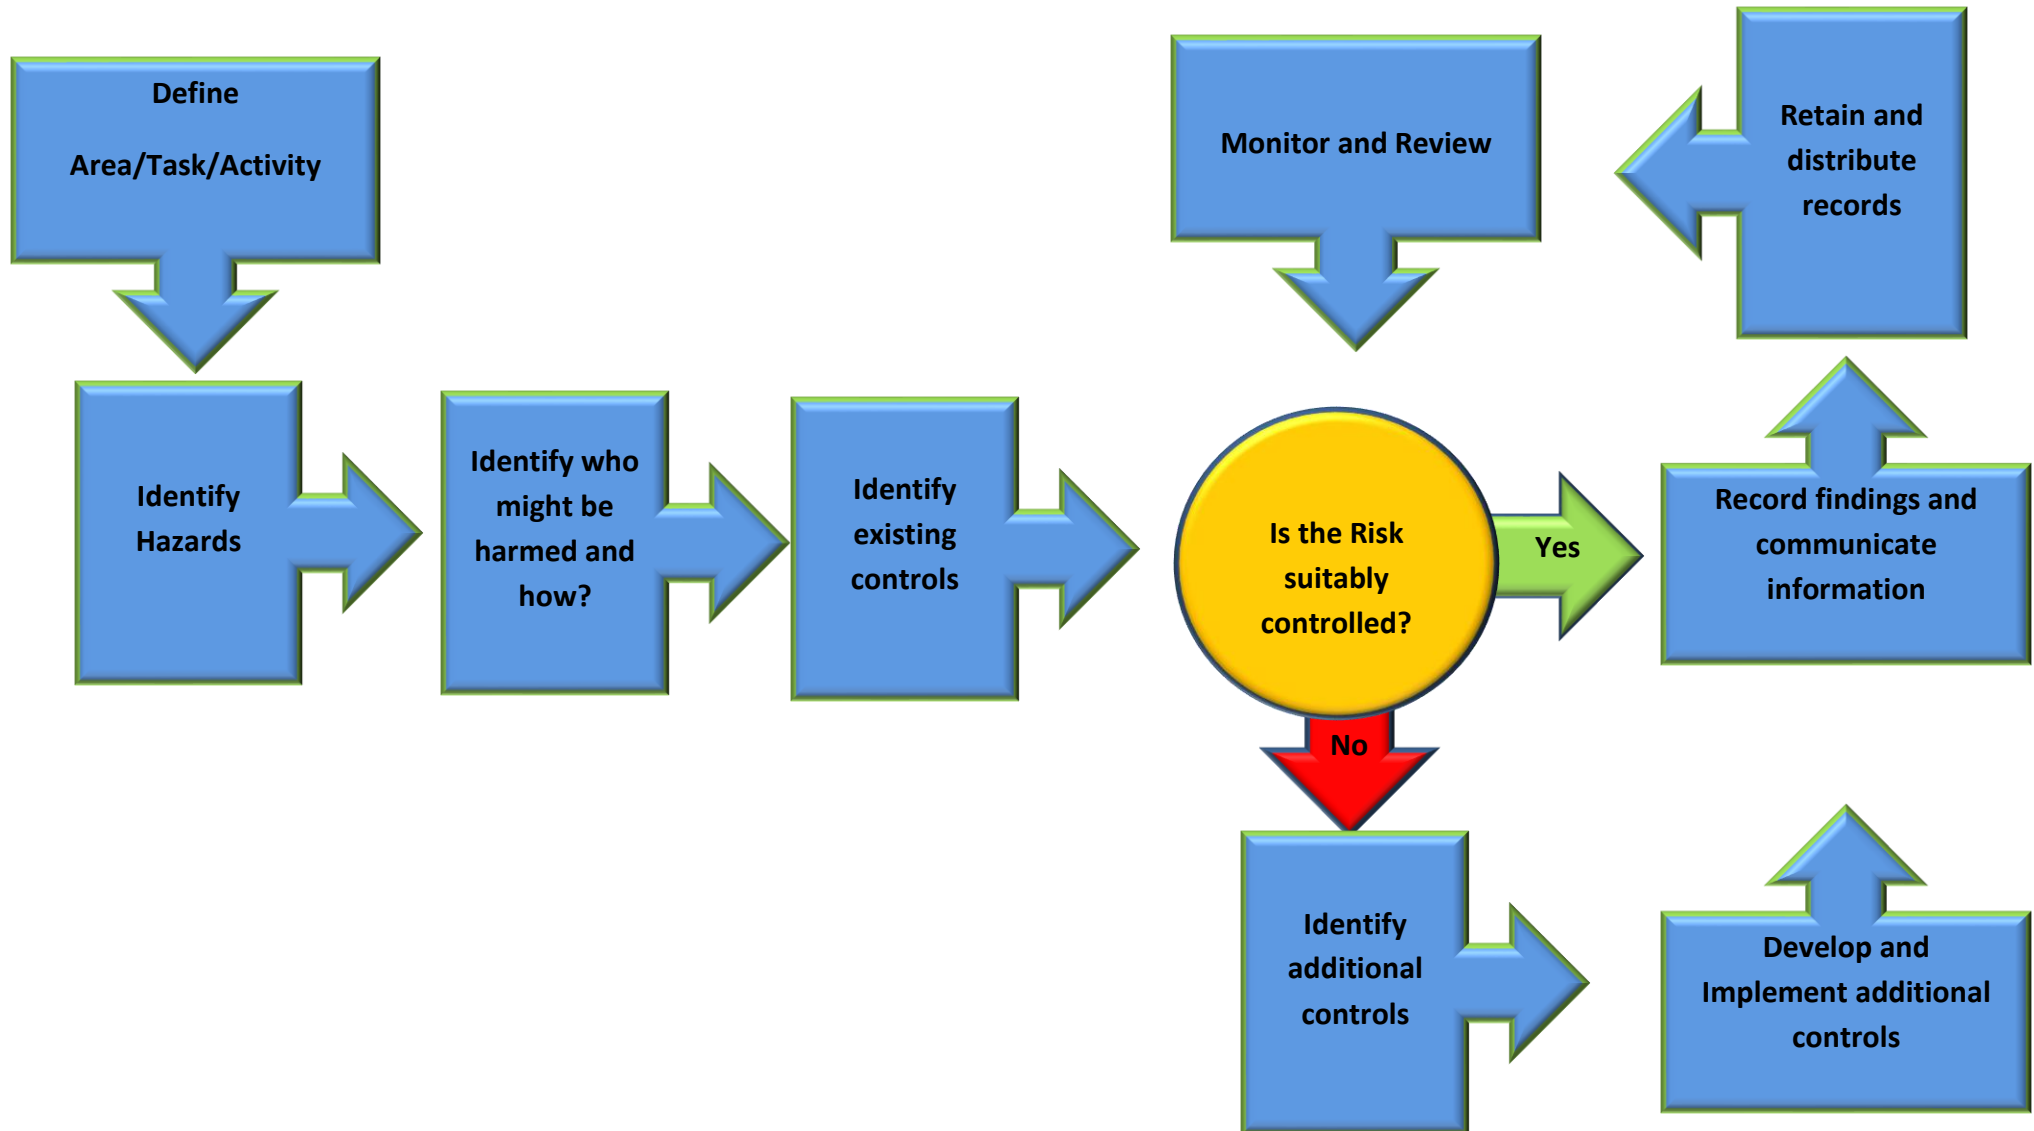 Define
Area/Task/Activity
Identify
Hazards
Identify who
might be
harmed and
how?
Identify
existing
controls
Monitor and Review
Is the Risk
suitably
controlled?
Yes
No
Retain and
distribute
records
Record findings and
communicate
information
Identify
additional
controls
Develop and
Implement additional
controls